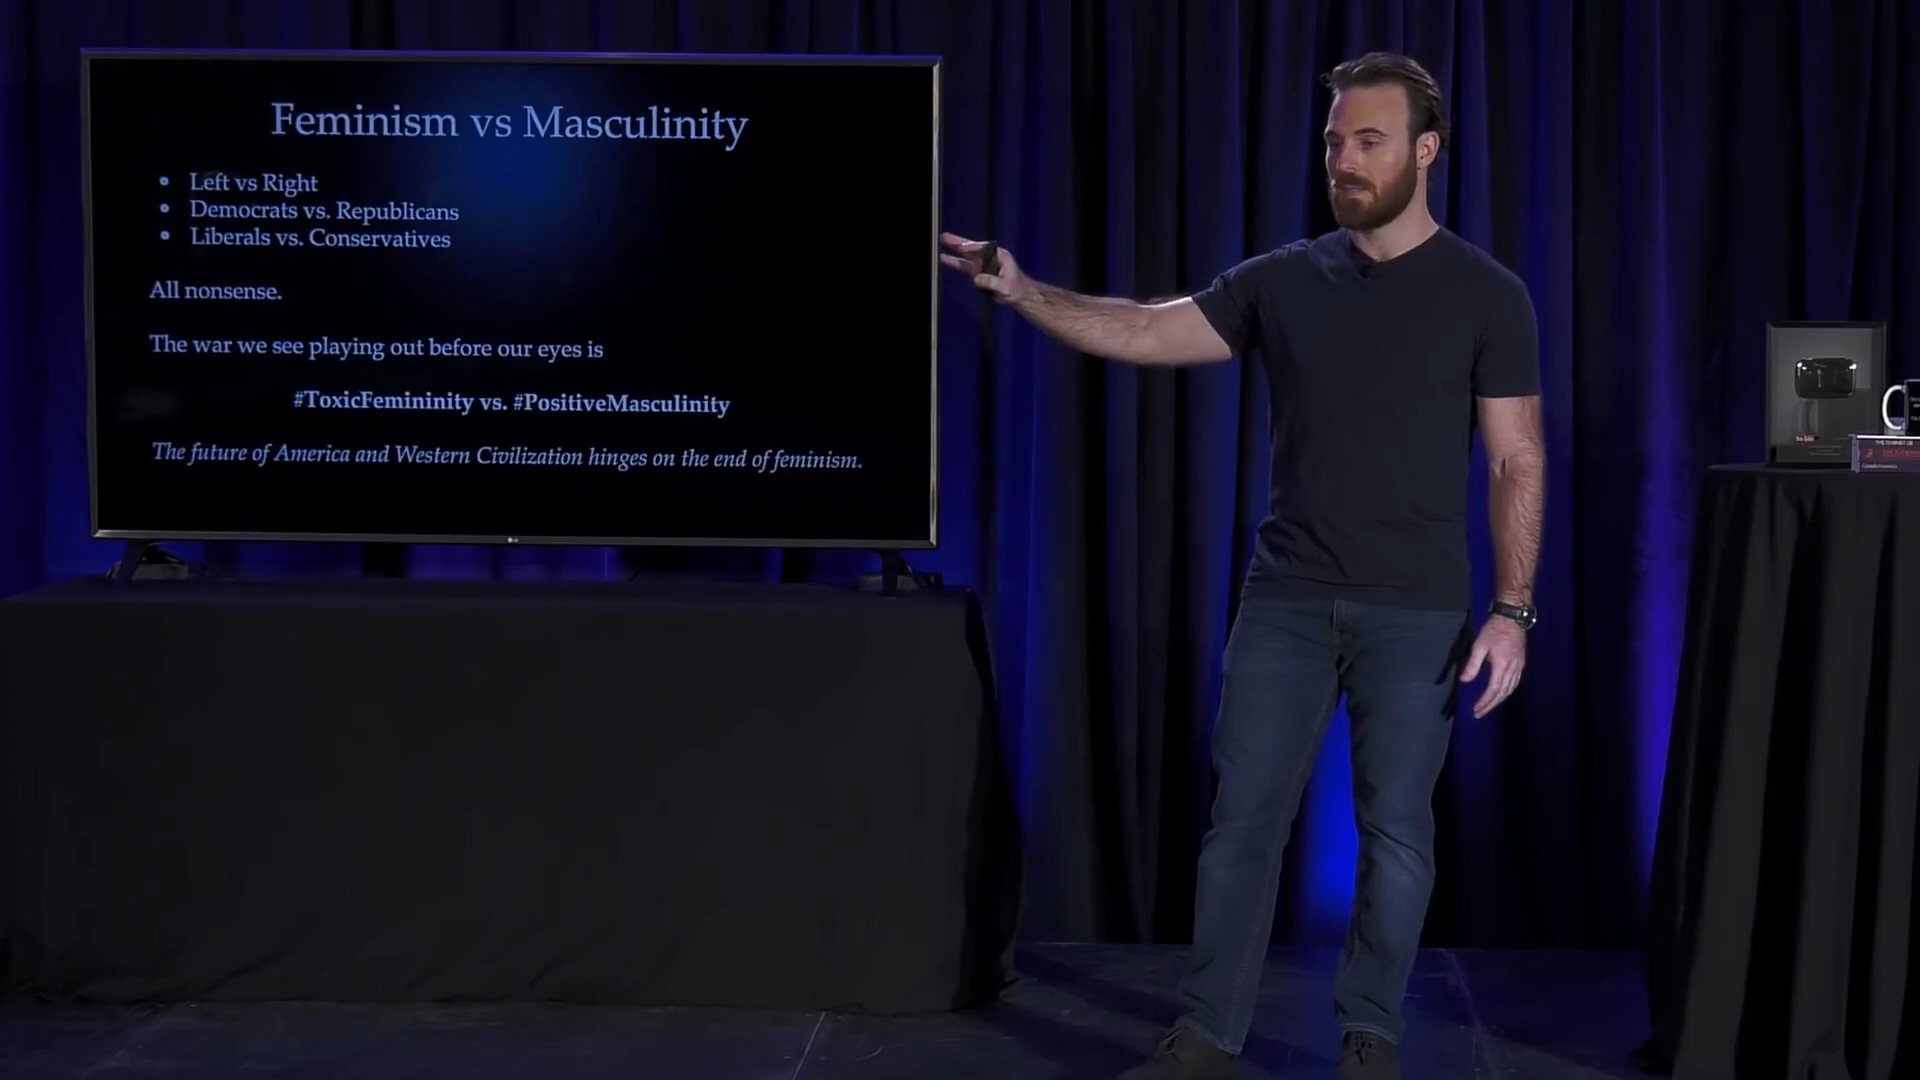 Feminism vs Masculinity
Left vs Right
Democrats vs. Republicans
Liberals vs. Conservatives
All nonsense.
The war we see playing out before our eyes is
#ToxicFemininity vs. #PositiveMasculinity
The future of America and Western Civilization hinges on the end of feminism.
LG